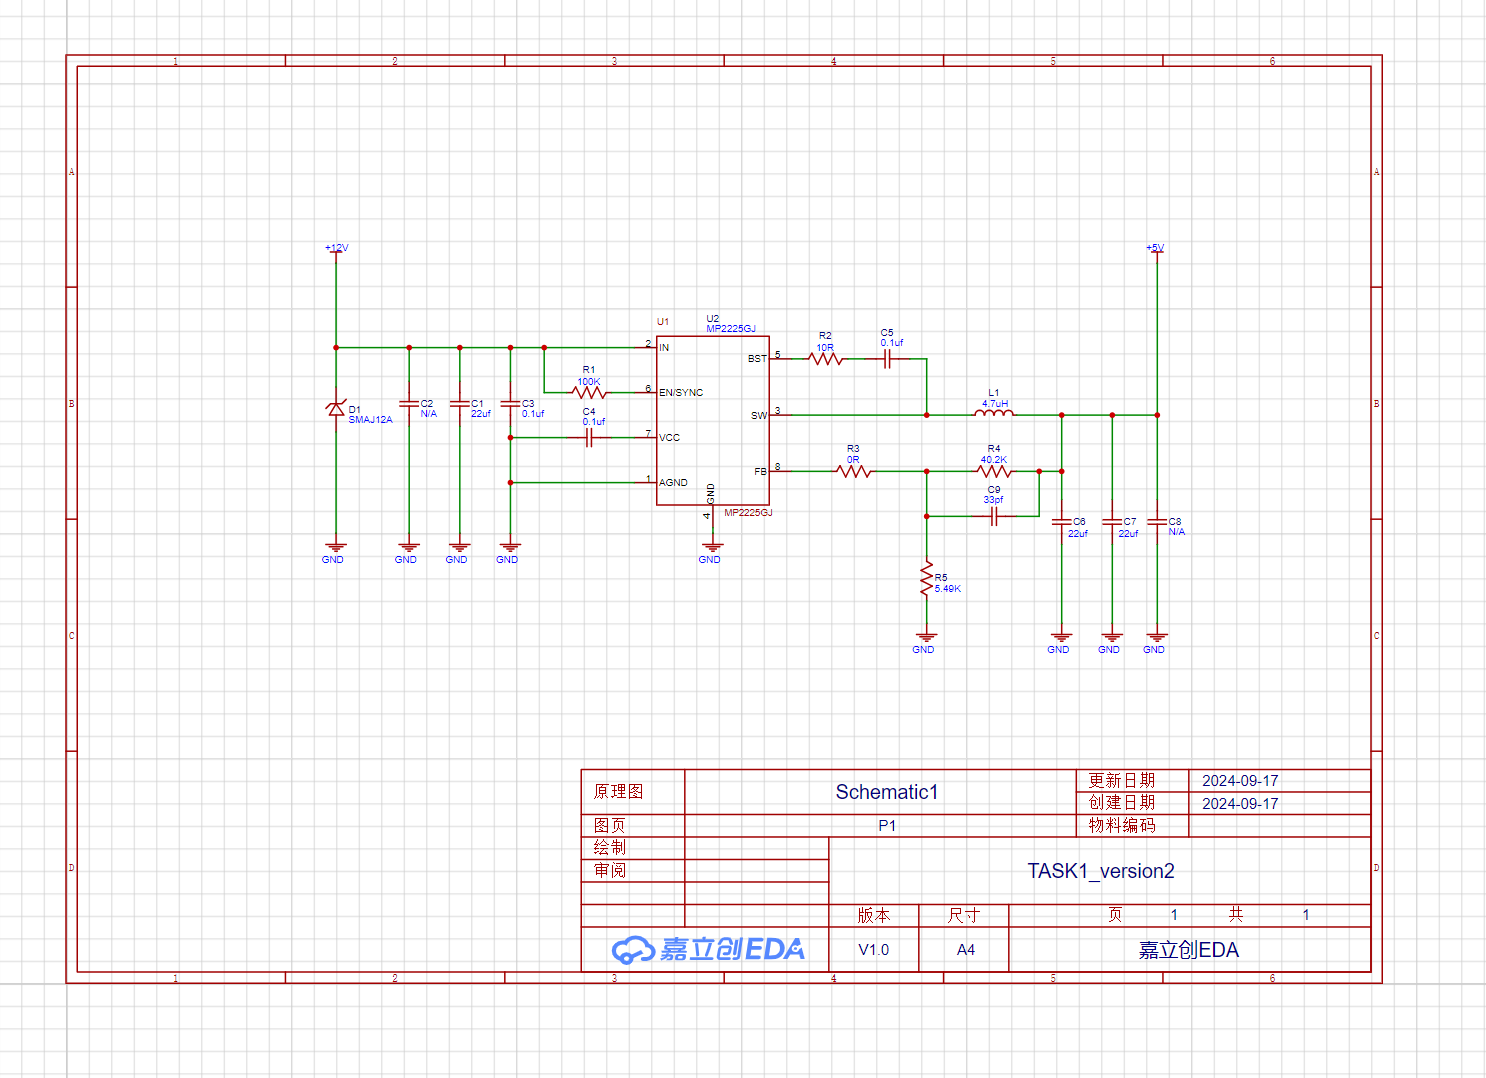 1 2 3 4 5 6
A A
+12V +5V
U1 U2
MP2225GJ
2 IN
R1
100K
6 EN/SYNC
C4
0.1uf
7 VCC
1 AGND
GND
4
MP2225GJ
GND
BST 5
SW 3
FB 8
R2
10R
C5
0.1uf
L1
4.7uH
R3
0R
R4
40.2K
C9
33pf
B B
D1
SMAJ12A
C2
N/A
C1
22uf
C3
0.1uf
GND GND GND GND
C6
22uf
C7
22uf
C8
N/A
R5
5.49K
GND GND GND GND
C C
原理图 Schematic1 更新日期 2024-09-17
创建日期 2024-09-17
图页 P1 物料编码
绘制
审阅
TASK1_version2
D D
版本 尺寸 页 1 共 1
嘉立创EDA V1.0 A4 嘉立创EDA
1 2 3 4 5 6